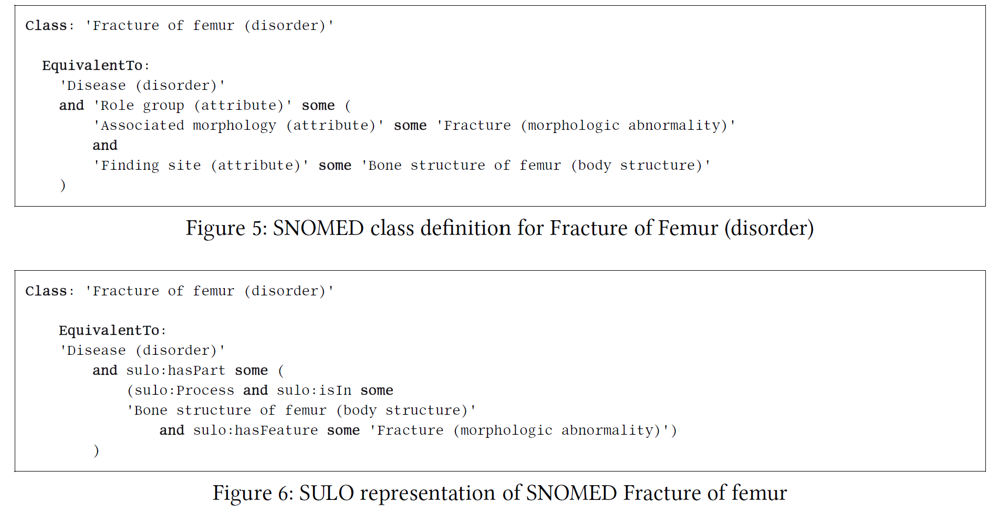 Class: 'Fracture of femur (disorder)'
EquivalentTo:
'Disease (disorder)'
and 'Role group (attribute)' some (
'Associated morphology (attribute)' some 'Fracture (morphologic abnormality)'
and
'Finding site (attribute)' some 'Bone structure of femur (body structure)'
)
Figure 5: SNOMED class definition for Fracture of Femur (disorder)
Class: 'Fracture of femur (disorder)'
EquivalentTo:
'Disease (disorder)'
and sulo:hasPart some (
(sulo:Process and sulo:isIn some
'Bone structure of femur (body structure)'
and sulo:hasFeature some 'Fracture (morphologic abnormality)')
)
Figure 6: SULO representation of SNOMED Fracture of femur